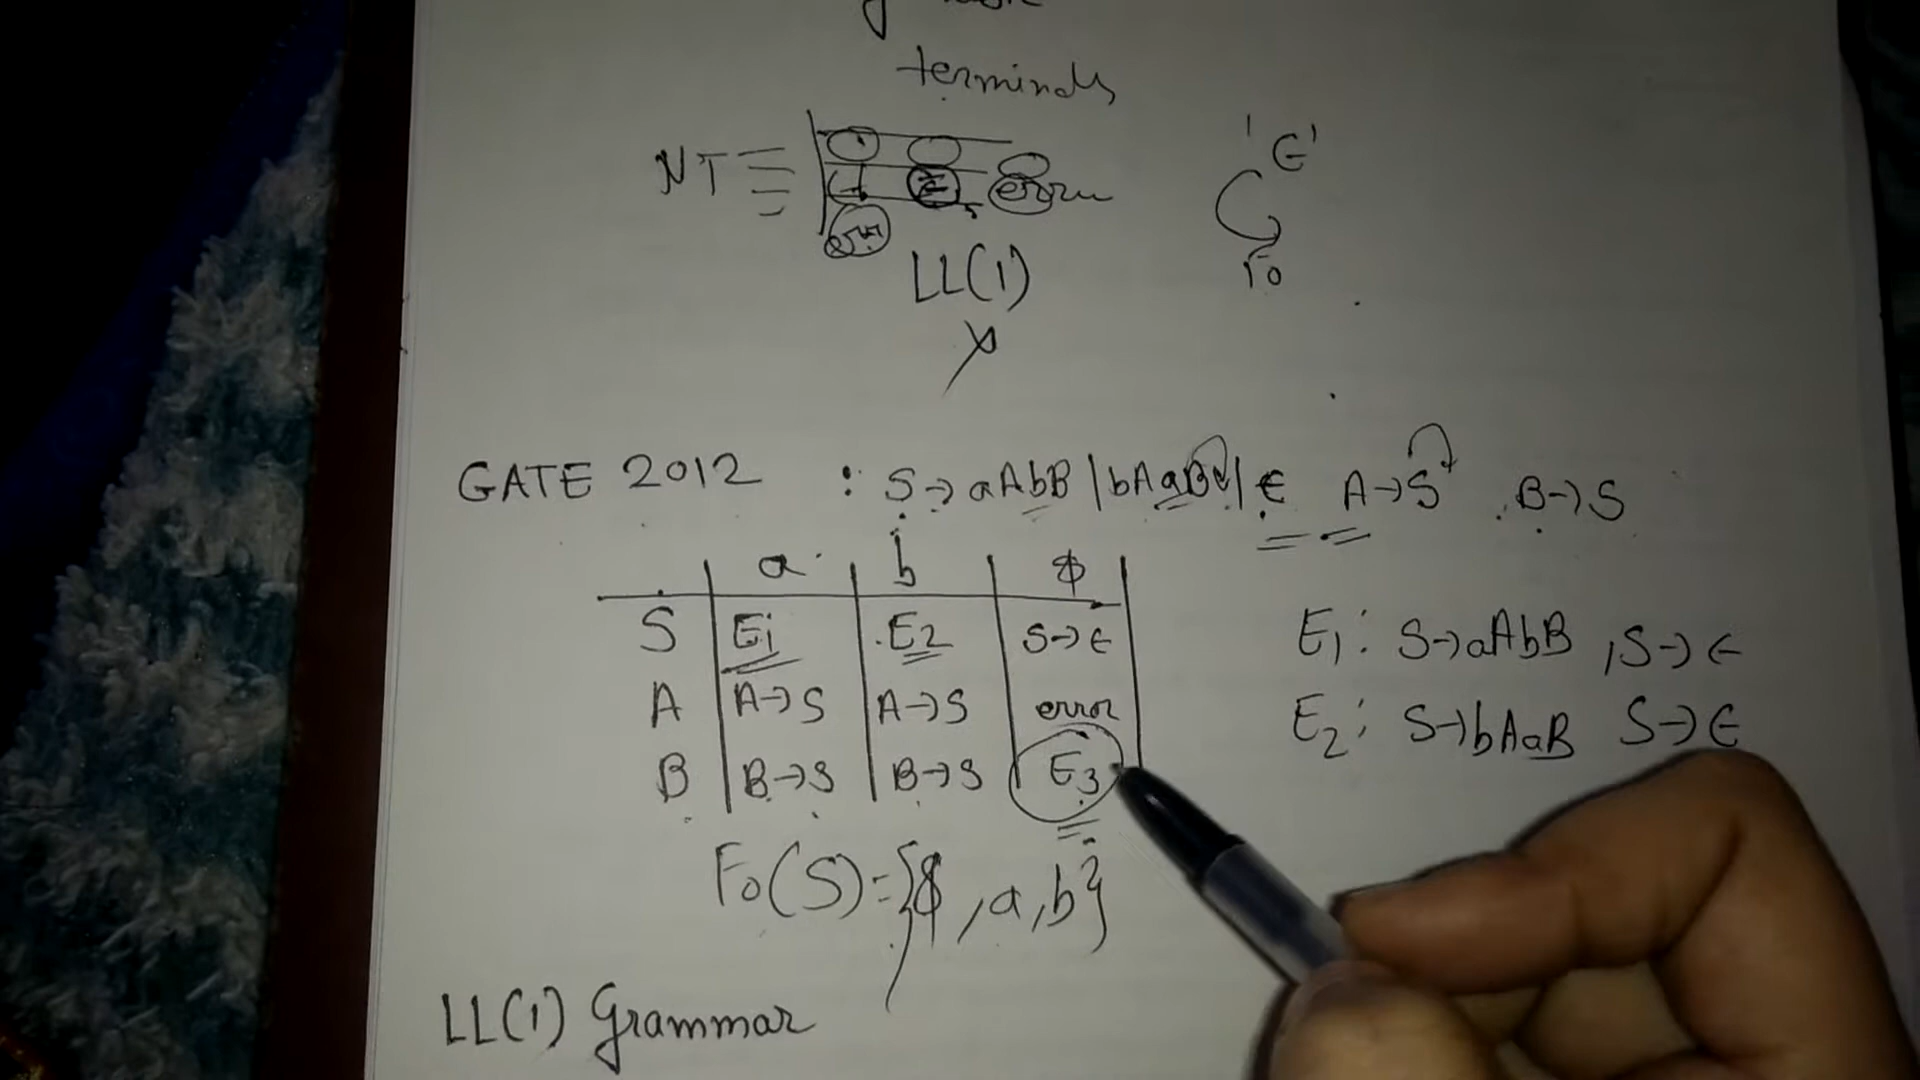 terminals
NT
error
'ϵ'
Fo
LL(1)
GATE 2012 : S→aAbB | bAaB | ϵ A→S B→S
a b $
S E1 E2 S→ϵ
A A→S A→S error
B B→S B→S E3
E1: S→aAbB , S→ϵ
E2: S→bAaB S→ϵ
Fo(S)={$,a,b}
LL(1) Grammar